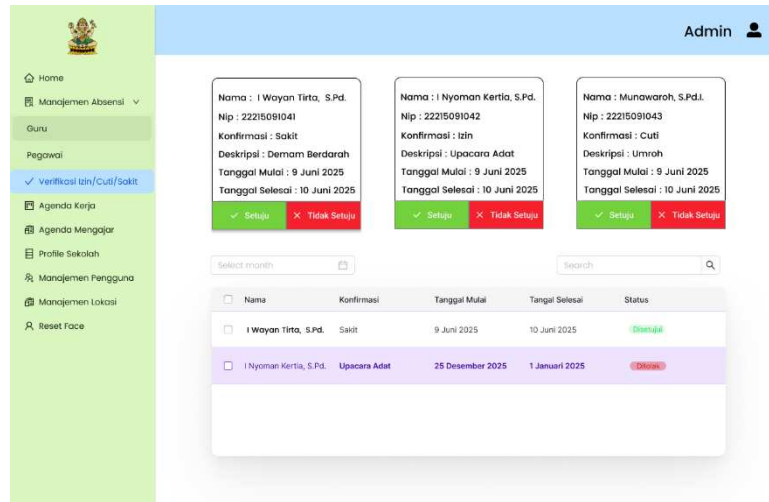 Admin
Home
Manajemen Absensi
Guru
Pegawai
Verifikasi Izin/Cuti/Sakit
Agenda Kerja
Agenda Mengajar
Profile Sekolah
Manajemen Pengguna
Manajemen Lokasi
Reset Face
Nama : I Wayan Tirta, S.Pd.
Nip : 22215091041
Konfirmasi : Sakit
Deskripsi : Demam Berdarah
Tanggal Mulai : 9 Juni 2025
Tanggal Selesai : 10 Juni 2025
Setuju Tidak Setuju
Nama : I Nyoman Kertia, S.Pd.
Nip : 22215091042
Konfirmasi : Izin
Deskripsi : Upacara Adat
Tanggal Mulai : 9 Juni 2025
Tanggal Selesai : 10 Juni 2025
Setuju Tidak Setuju
Nama : Munawaroh, S.Pd.I.
Nip : 22215091043
Konfirmasi : Cuti
Deskripsi : Umroh
Tanggal Mulai : 9 Juni 2025
Tanggal Selesai : 10 Juni 2025
Setuju Tidak Setuju
Select month Search
Nama Konfirmasi Tanggal Mulai Tangal Selesai Status
I Wayan Tirta, S.Pd. Sakit 9 Juni 2025 10 Juni 2025 Disetujui
I Nyoman Kertia, S.Pd. Upacara Adat 25 Desember 2025 1 Januari 2025 Ditolak